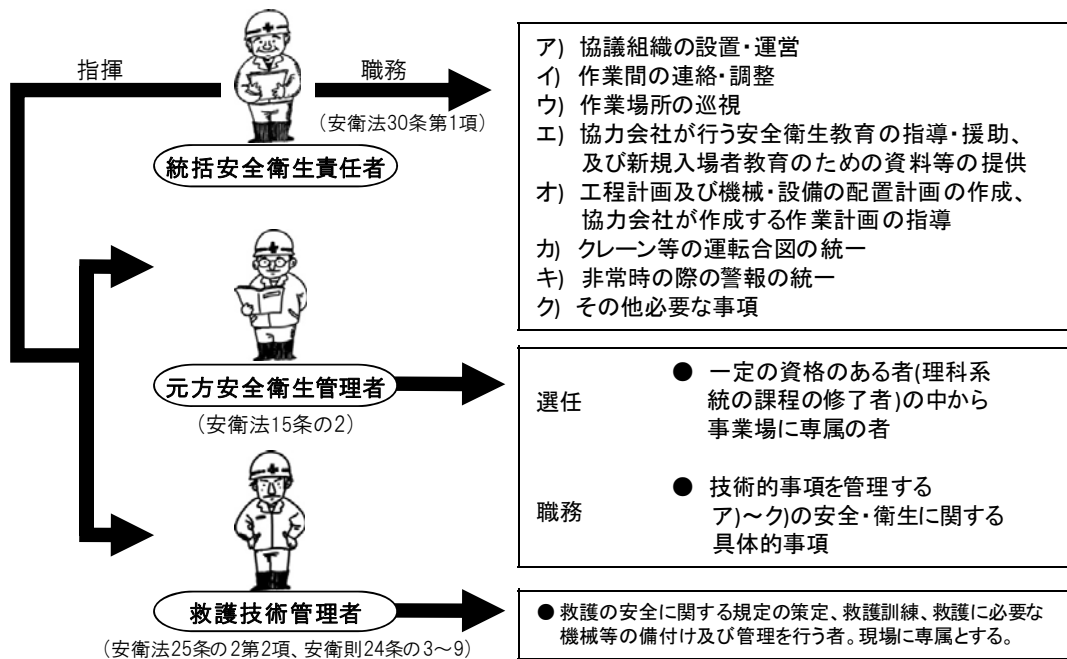 指揮
職務
(安衛法30条第1項)
統括安全衛生責任者
ア) 協議組織の設置・運営
イ) 作業間の連絡・調整
ウ) 作業場所の巡視
エ) 協力会社が行う安全衛生教育の指導・援助、
及び新規入場者教育のための資料等の提供
オ) 工程計画及び機械・設備の配置計画の作成、
協力会社が作成する作業計画の指導
カ) クレーン等の運転合図の統一
キ) 非常時の際の警報の統一
ク) その他必要な事項
元方安全衛生管理者
(安衛法15条の2)
選任
● 一定の資格のある者(理科系
統の課程の修了者)の中から
事業場に専属の者
職務
● 技術的事項を管理する
ア)~ク)の安全・衛生に関する
具体的事項
救護技術管理者
(安衛法25条の2第2項、安衛則24条の3~9)
● 救護の安全に関する規定の策定、救護訓練、救護に必要な
機械等の備付け及び管理を行う者。現場に専属とする。